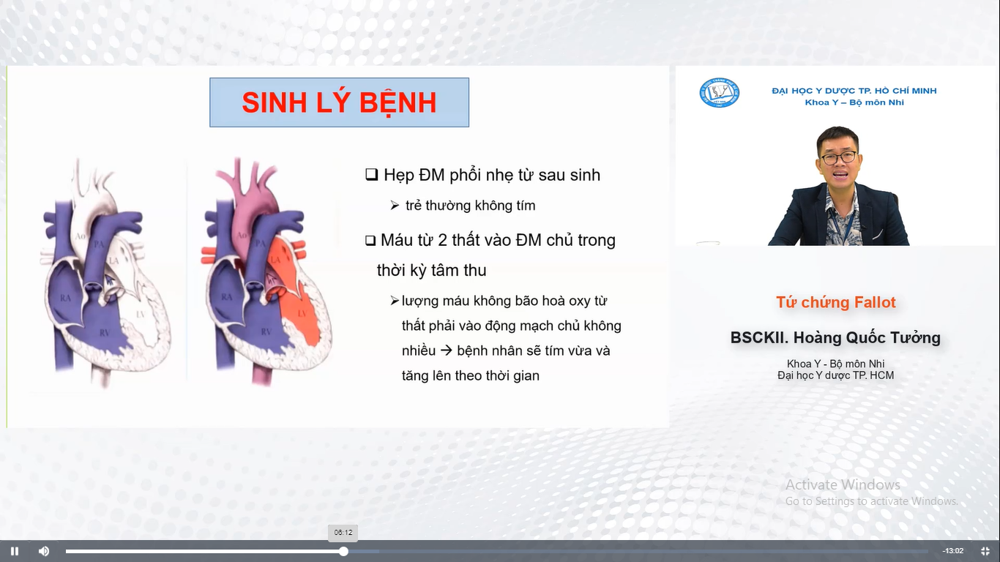 SINH LÝ BỆNH
❑ Hẹp ĐM phổi nhẹ từ sau sinh
➢ trẻ thường không tím
❑ Máu từ 2 thất vào ĐM chủ trong
thời kỳ tâm thu
➢lượng máu không bão hoà oxy từ
thất phải vào động mạch chủ không
nhiều → bệnh nhân sẽ tím vừa và
tăng lên theo thời gian
Ao
PA
LA
RA
LV
RV
Ao
PA
LA
RA
LV
RV
ĐẠI HỌC Y DƯỢC TP. HỒ CHÍ MINH
Khoa Y – Bộ môn Nhi
Tứ chứng Fallot
BSCKII. Hoàng Quốc Tưởng
Khoa Y - Bộ môn Nhi
Đại học Y dược TP. HCM
Activate Windows
Go to Settings to activate Windows.
06:12
-13:02